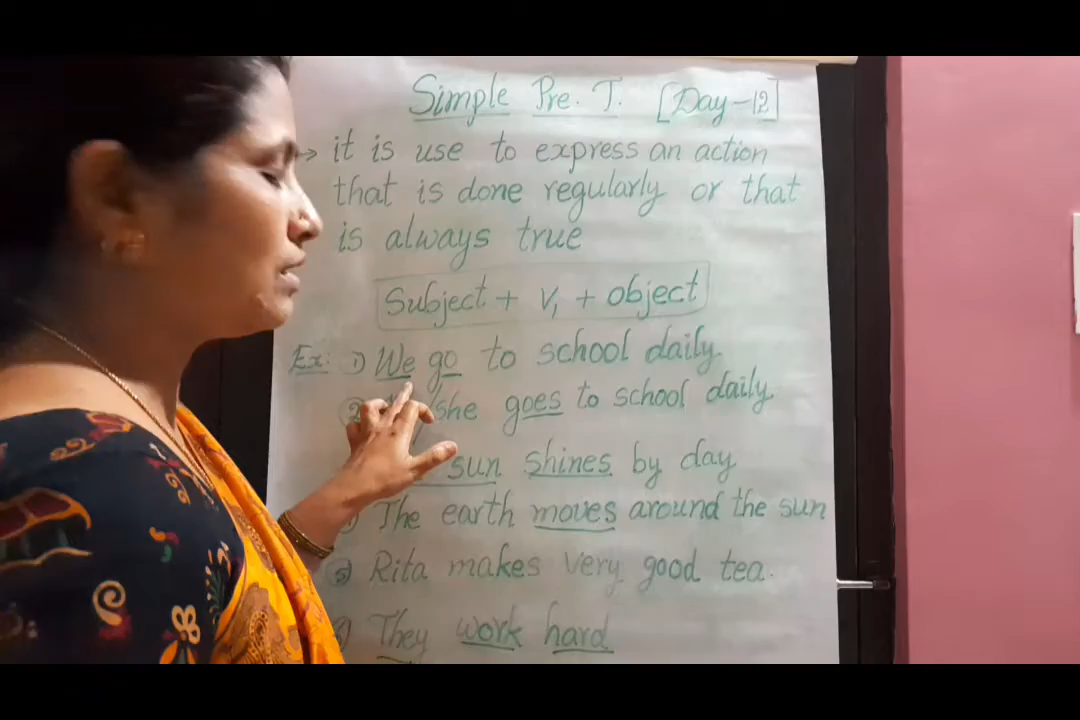 Simple Pre. T. [Day-12]
→ it is use to express an action
that is done regularly or that
is always true
Subject + V₁ + object
Ex: 1) We go to school daily.
2 /she goes to school daily.
sun shines by day
The earth moves around the sun
5) Rita makes very good tea.
They work hard